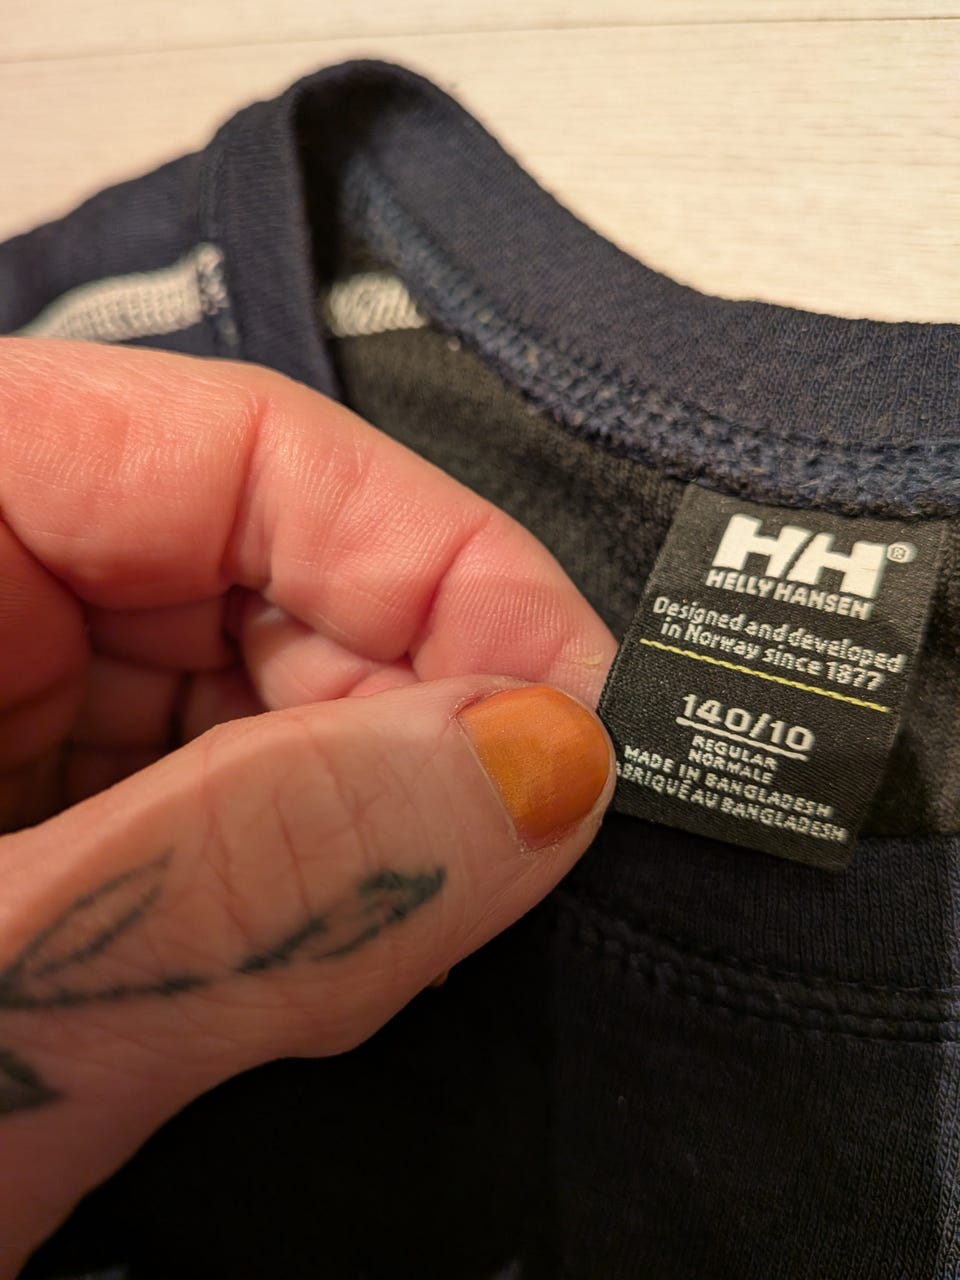 HH®
HELLY HANSEN
Designed and developed
in Norway since 1877
140/10
REGULAR
NORMALE
MADE IN BANGLADESH
ABRIQUÉ AU BANGLADESH